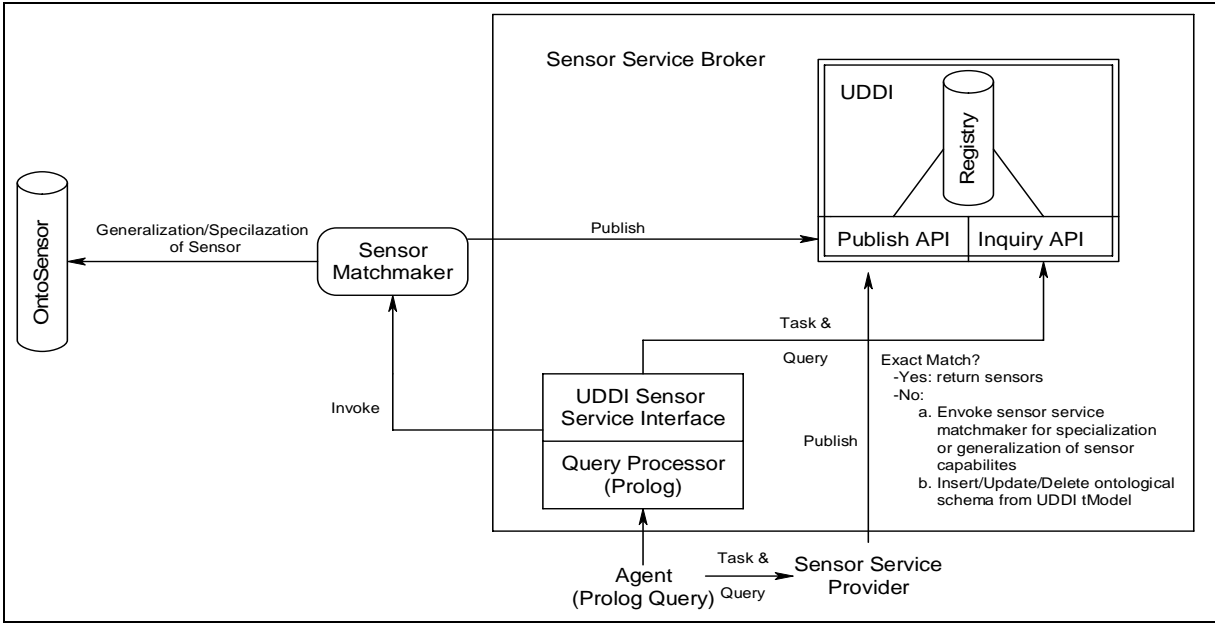 Sensor Service Broker
UDDI
Registry
Publish API
Inquiry API
OntoSensor
Generalization/Specilazation
of Sensor
Sensor
Matchmaker
Publish
Task &
Query
Invoke
UDDI Sensor
Service Interface
Query Processor
(Prolog)
Publish
Exact Match?
-Yes: return sensors
-No:
a. Envoke sensor service
matchmaker for specialization
or generalization of sensor
capabilites
b. Insert/Update/Delete ontological
schema from UDDI tModel
Agent
(Prolog Query)
Task &
Query
Sensor Service
Provider